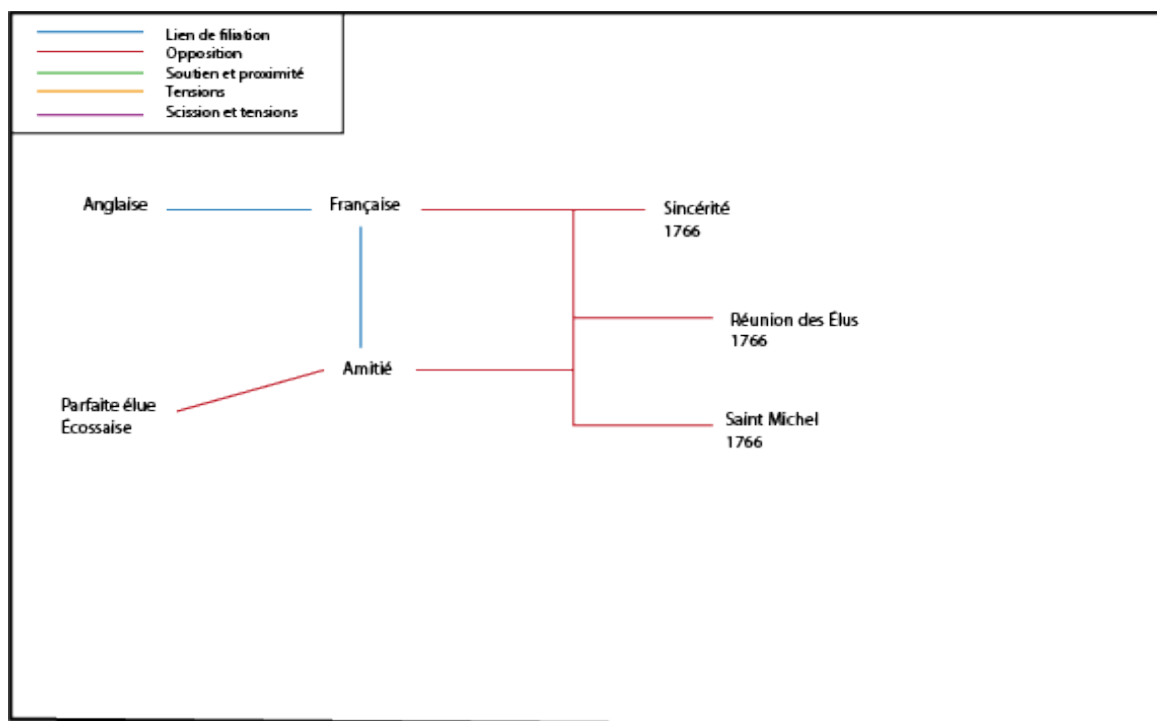 Lien de filiation
Opposition
Soutien et proximité
Tensions
Scission et tensions
Anglaise
Française
Sincérité
1766
Réunion des Élus
1766
Amitié
Parfaite élue
Écossaise
Saint Michel
1766